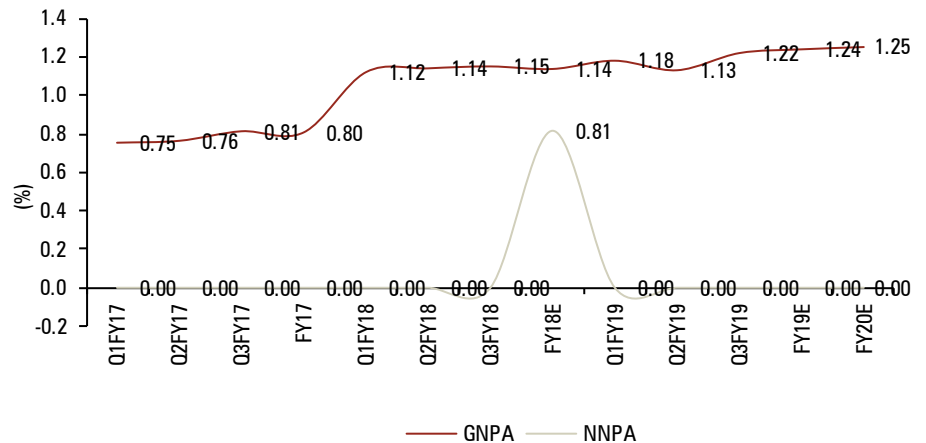 1.4
1.2
1.0
0.8
0.6
0.4
0.2
0.0
-0.2
(%)
0.75 0.76 0.81 0.80 1.12 1.14 1.15 1.14 1.18 1.13 1.22 1.24 1.25
0.00 0.00 0.00 0.00 0.00 0.00 0.00 0.81 0.00 0.00 0.00 0.00 0.00
Q1FY17
Q2FY17
Q3FY17
FY17
Q1FY18
Q2FY18
Q3FY18
FY18E
Q1FY19
Q2FY19
Q3FY19
FY19E
FY20E
GNPA NNPA